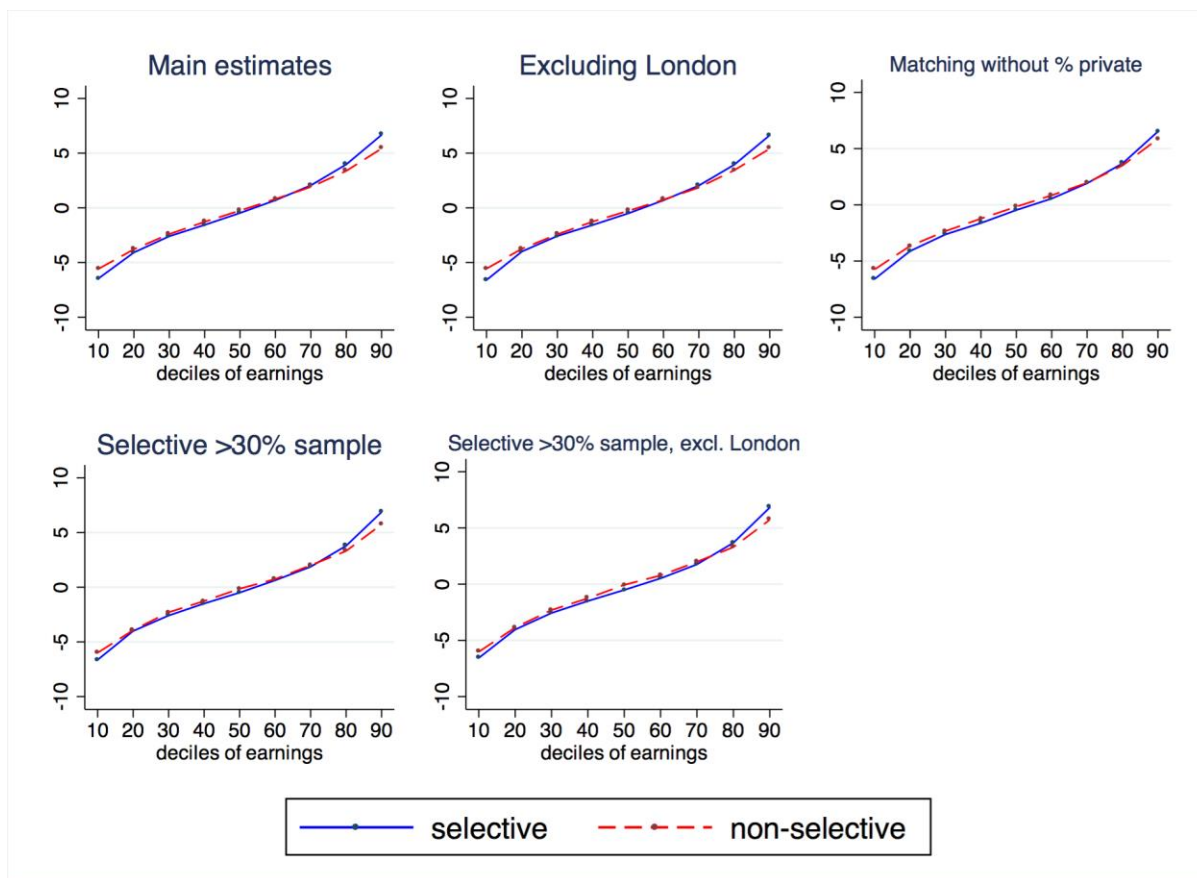 Main estimates
10
5
0
-5
-10
10 20 30 40 50 60 70 80 90
deciles of earnings
Excluding London
10
5
0
-5
-10
10 20 30 40 50 60 70 80 90
deciles of earnings
Matching without % private
10
5
0
-5
-10
10 20 30 40 50 60 70 80 90
deciles of earnings
Selective >30% sample
10
5
0
-5
-10
10 20 30 40 50 60 70 80 90
deciles of earnings
Selective >30% sample, excl. London
10
5
0
-5
-10
10 20 30 40 50 60 70 80 90
deciles of earnings
selective non-selective